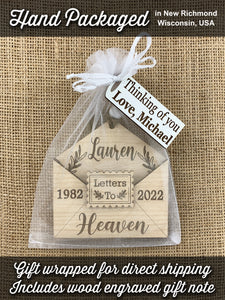 Hand Packaged
in New Richmond
Wisconsin, USA
Thinking of you
Love, Michael
Lauren
1982
Letters
To
2022
Heaven
Gift wrapped for direct shipping
Includes wood engraved gift note